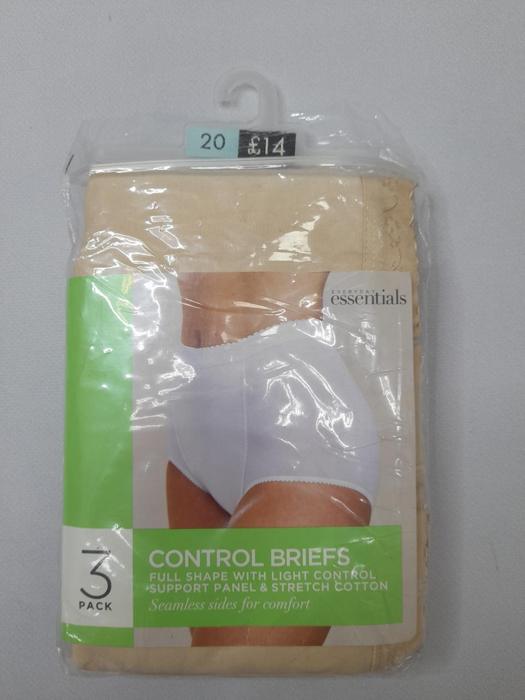 20 £14
EVERYDAY
essentials
3
PACK
CONTROL BRIEFS
FULL SHAPE WITH LIGHT CONTROL
SUPPORT PANEL & STRETCH COTTON
Seamless sides for comfort